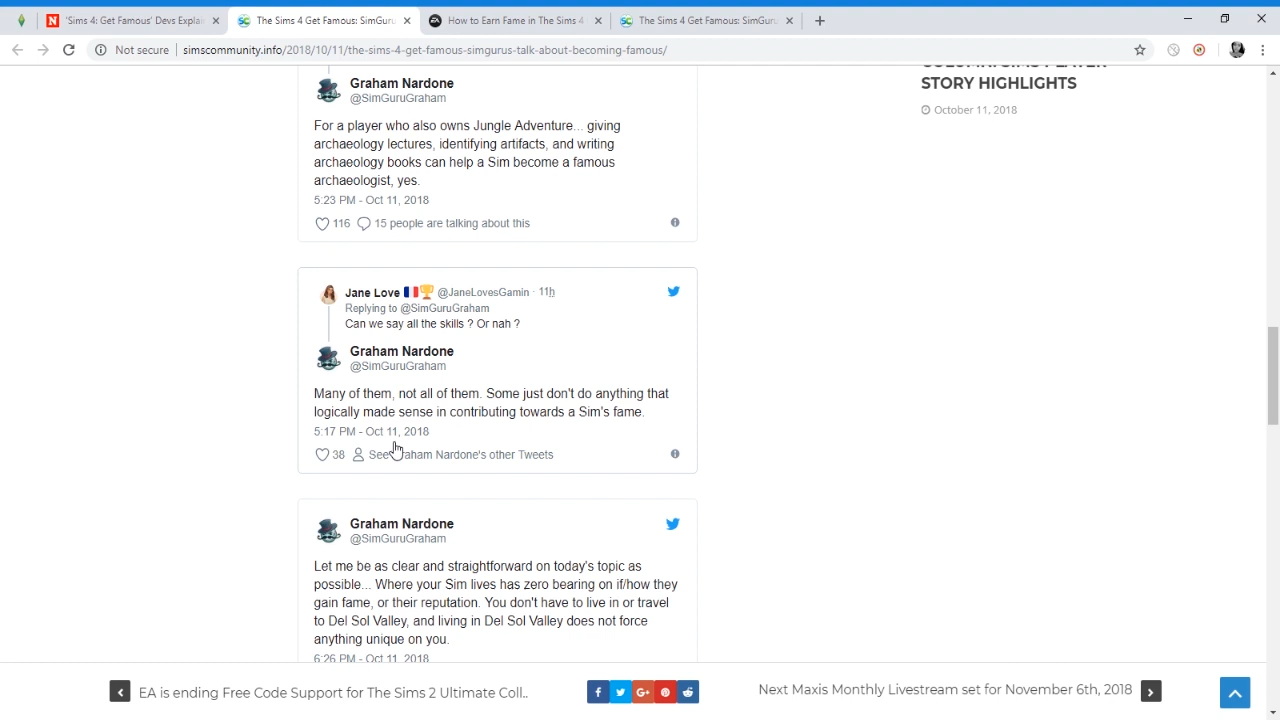 'Sims 4: Get Famous' Devs Explai
The Sims 4 Get Famous: SimGuru
How to Earn Fame in The Sims 4
The Sims 4 Get Famous: SimGuru
Not secure
simscommunity.info/2018/10/11/the-sims-4-get-famous-simgurus-talk-about-becoming-famous/
STORY HIGHLIGHTS
October 11, 2018
Graham Nardone
@SimGuruGraham
For a player who also owns Jungle Adventure... giving
archaeology lectures, identifying artifacts, and writing
archaeology books can help a Sim become a famous
archaeologist, yes.
5:23 PM - Oct 11, 2018
116 15 people are talking about this
Jane Love @JaneLovesGamin · 11h
Replying to @SimGuruGraham
Can we say all the skills ? Or nah ?
Graham Nardone
@SimGuruGraham
Many of them, not all of them. Some just don't do anything that
logically made sense in contributing towards a Sim's fame.
5:17 PM - Oct 11, 2018
38 See Graham Nardone's other Tweets
Graham Nardone
@SimGuruGraham
Let me be as clear and straightforward on today's topic as
possible... Where your Sim lives has zero bearing on if/how they
gain fame, or their reputation. You don't have to live in or travel
to Del Sol Valley, and living in Del Sol Valley does not force
anything unique on you.
6:26 PM - Oct 11, 2018
EA is ending Free Code Support for The Sims 2 Ultimate Coll..
Next Maxis Monthly Livestream set for November 6th, 2018